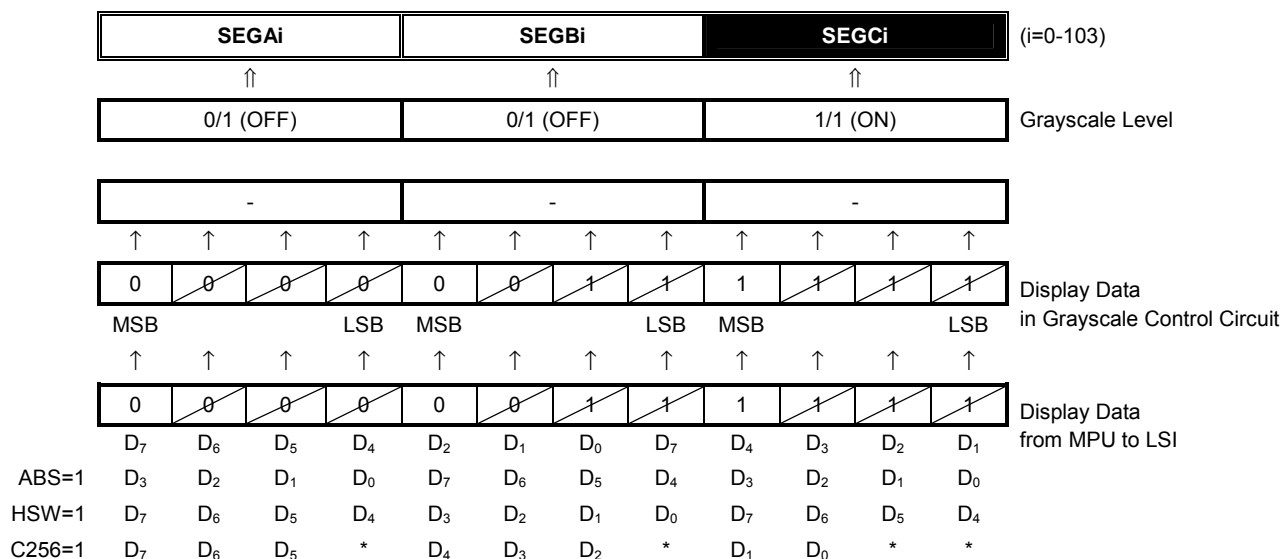 SEGAi SEGBi SEGCi (i=0-103)
⇑ ⇑ ⇑
0/1 (OFF) 0/1 (OFF) 1/1 (ON) Grayscale Level
- - -
↑ ↑ ↑ ↑ ↑ ↑ ↑ ↑ ↑ ↑ ↑ ↑
0 0 0 0 0 0 1 1 1 1 1 1 Display Data
MSB LSB MSB LSB MSB LSB in Grayscale Control Circuit
↑ ↑ ↑ ↑ ↑ ↑ ↑ ↑ ↑ ↑ ↑ ↑
0 0 0 0 0 0 1 1 1 1 1 1 Display Data
D₇ D₆ D₅ D₄ D₂ D₁ D₀ D₇ D₄ D₃ D₂ D₁ from MPU to LSI
ABS=1 D₃ D₂ D₁ D₀ D₇ D₆ D₅ D₄ D₃ D₂ D₁ D₀
HSW=1 D₇ D₆ D₅ D₄ D₃ D₂ D₁ D₀ D₇ D₆ D₅ D₄
C256=1 D₇ D₆ D₅ * D₄ D₃ D₂ * D₁ D₀ * *